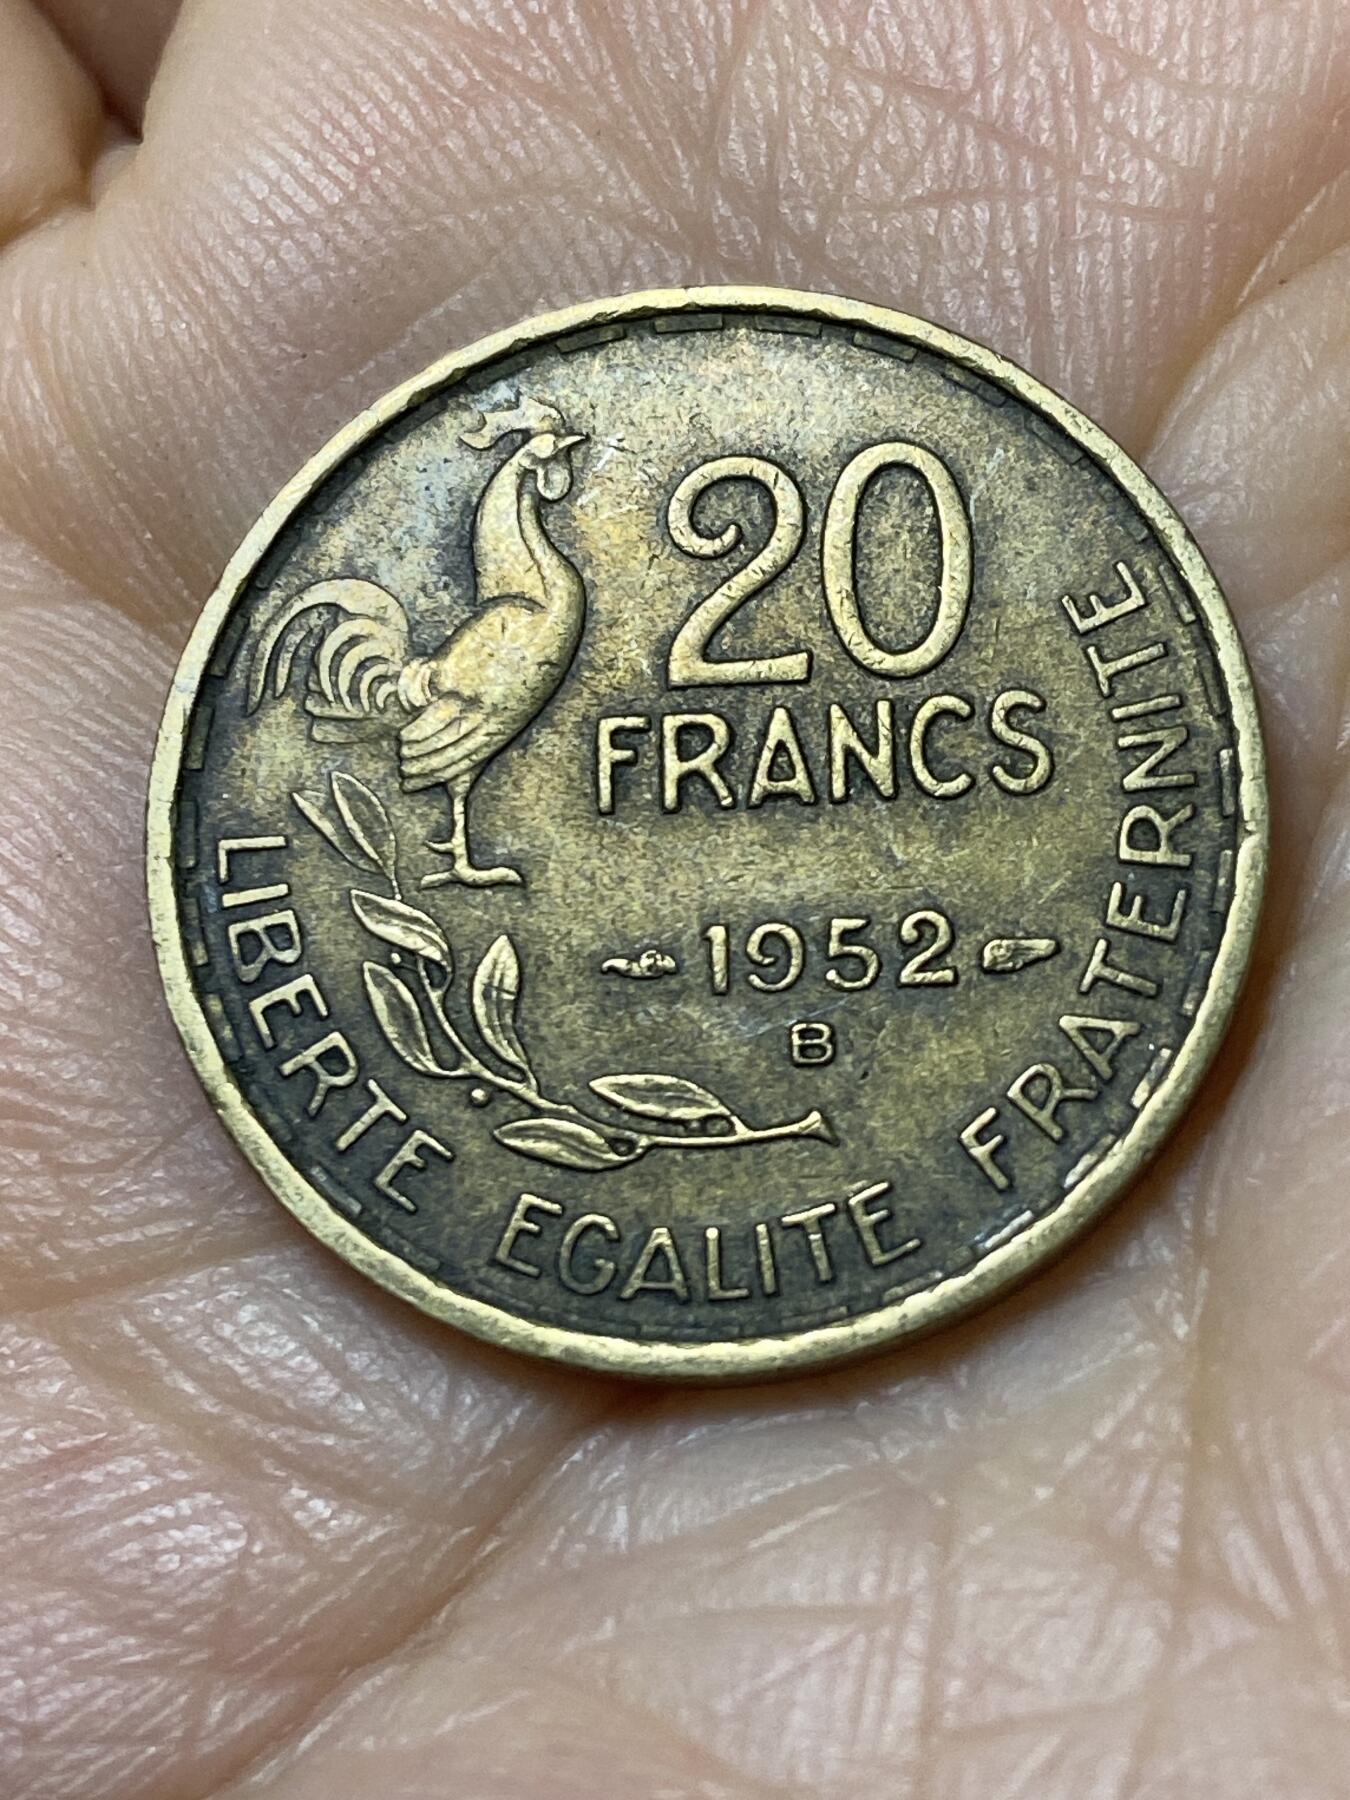 20
FRANCS
1952
B
LIBERTE EGALITE FRATERNITE